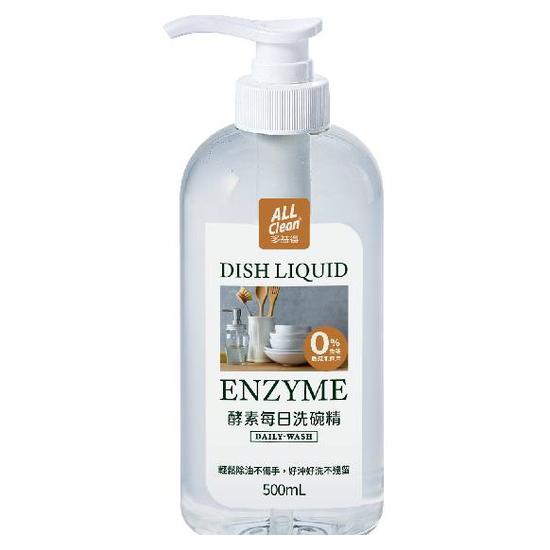 ALL
Clean
多益得
DISH LIQUID
0%
ENZYME
酵素每日洗碗精
DAILY-WASH
輕鬆除油不傷手,好沖好洗不殘留
500mL